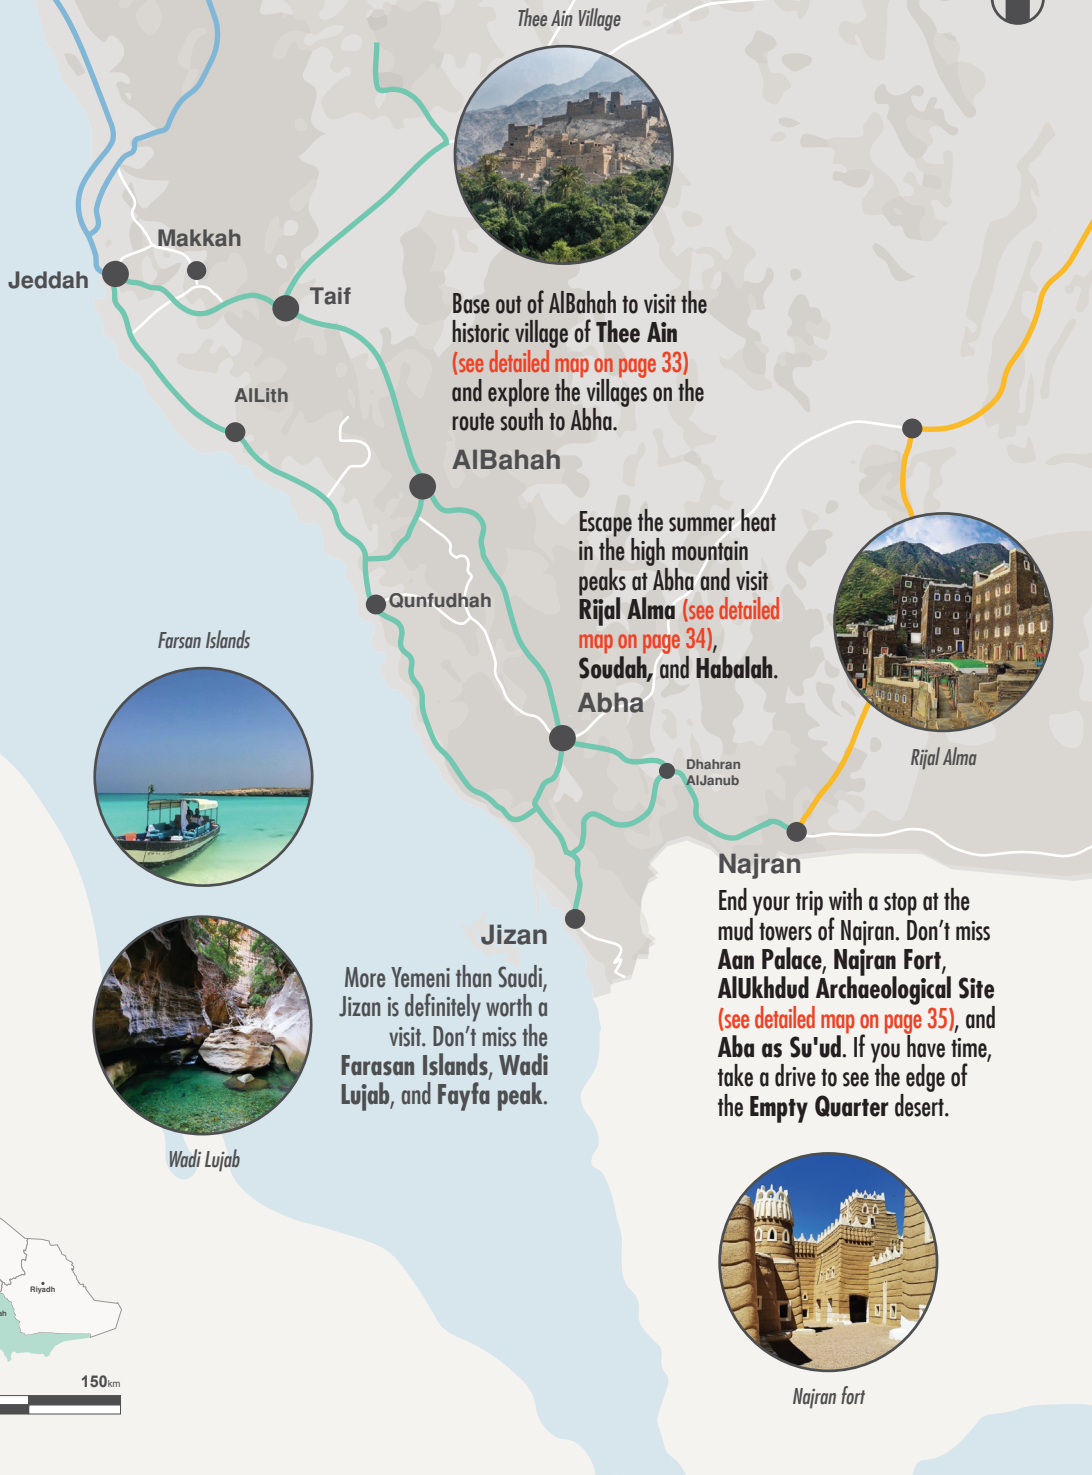 Thee Ain Village
Makkah
Jeddah
Taif
Base out of AlBahah to visit the
historic village of Thee Ain
(see detailed map on page 33)
and explore the villages on the
route south to Abha.
AlLith
AlBahah
Escape the summer heat
in the high mountain
peaks at Abha and visit
Rijal Alma (see detailed
map on page 34),
Soudah, and Habalah.
Qunfudhah
Farsan Islands
Abha
Rijal Alma
Dhahran
AlJanub
Najran
End your trip with a stop at the
mud towers of Najran. Don't miss
Aan Palace, Najran Fort,
AlUkhdud Archaeological Site
(see detailed map on page 35), and
Aba as Su'ud. If you have time,
take a drive to see the edge of
the Empty Quarter desert.
Jizan
More Yemeni than Saudi,
Jizan is definitely worth a
visit. Don't miss the
Farasan Islands, Wadi
Lujab, and Fayfa peak.
Wadi Lujab
Riyadh
ah
150km
Najran fort